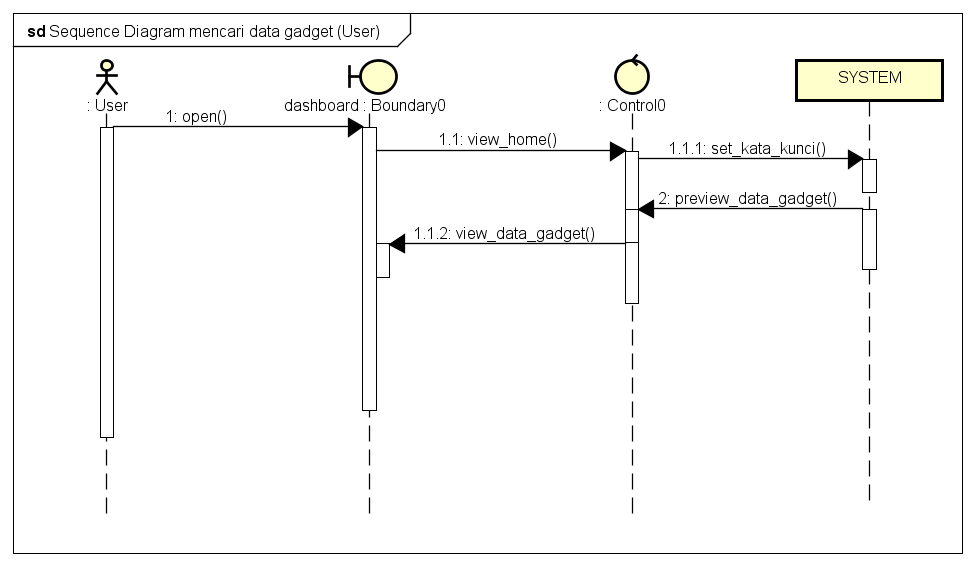 sd Sequence Diagram mencari data gadget (User)
SYSTEM
: User
dashboard : Boundary0
: Control0
1: open()
1.1: view_home()
1.1.1: set_kata_kunci()
2: preview_data_gadget()
1.1.2: view_data_gadget()